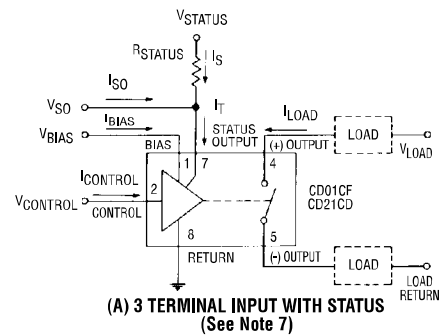 VSTATUS
RSTATUS
IS
ISO
VSO
IT
IBIAS
VBIAS
STATUS
OUTPUT
ILOAD
LOAD
VLOAD
BIAS
1
7
(+) OUTPUT
4
ICONTROL
2
VCONTROL
CONTROL
CD01CF
CD21CD
8
RETURN
5
(-) OUTPUT
LOAD
LOAD
RETURN
(A) 3 TERMINAL INPUT WITH STATUS
(See Note 7)